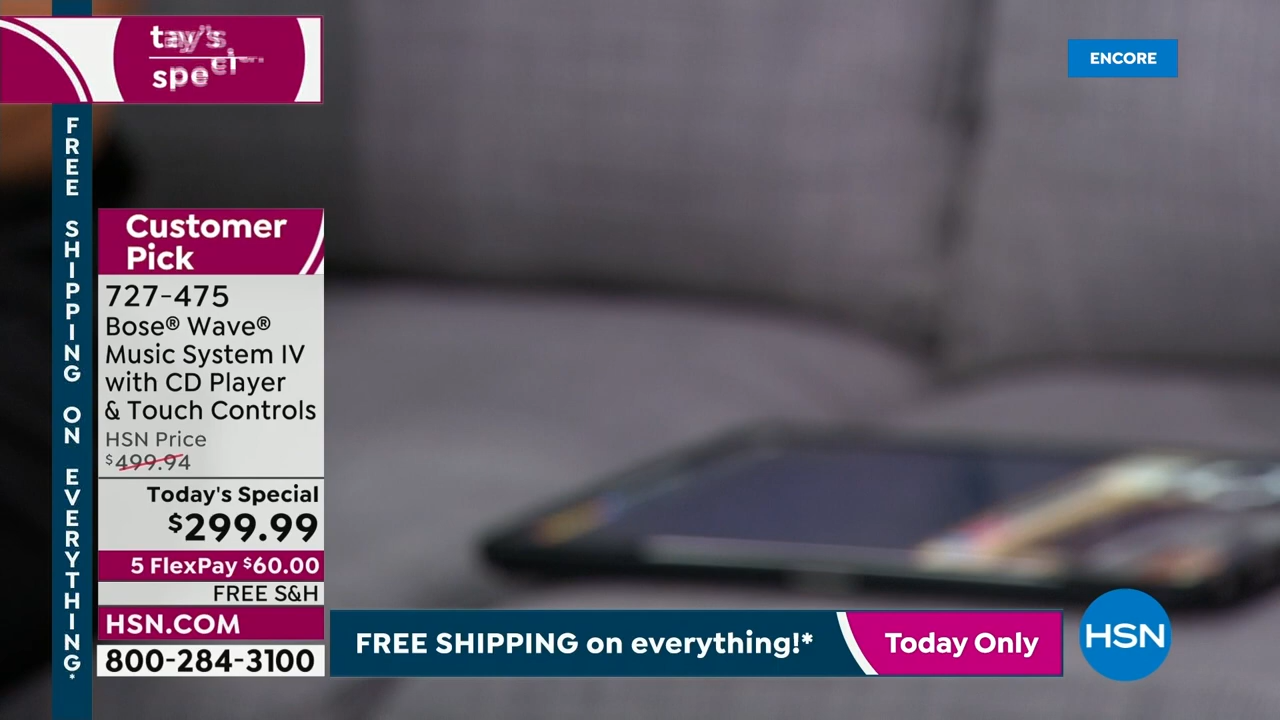 ENCORE
FREE SHIPPING ON EVERYTHING*
Customer
Pick
727-475
Bose® Wave®
Music System IV
with CD Player
& Touch Controls
HSN Price
$499.94
Today's Special
$299.99
5 FlexPay $60.00
FREE S&H
HSN.COM
800-284-3100
FREE SHIPPING on everything!*
Today Only
HSN